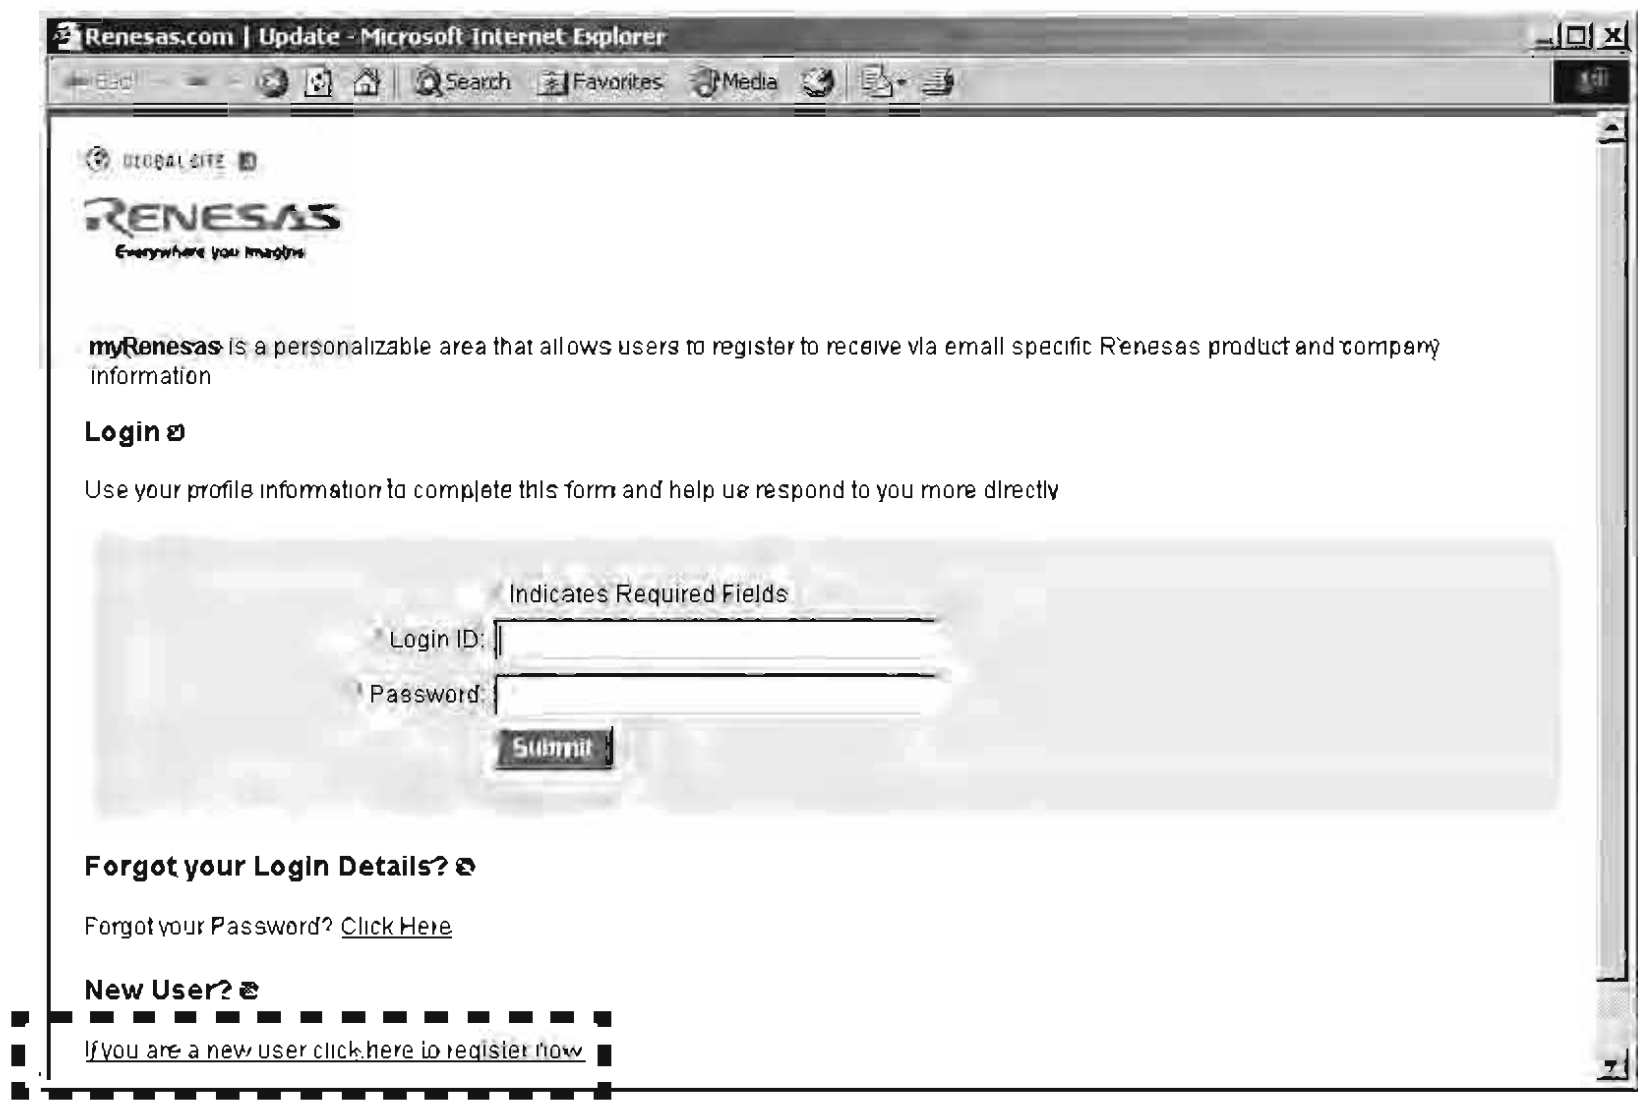 Renesas.com | Update - Microsoft Internet Explorer
Back Search Favorites Media
GLOBAL SITE
RENESAS
Everywhere you imagine
myRenesas is a personalizable area that allows users to register to receive via email specific Renesas product and company
information
Login
Use your profile information to complete this form and help us respond to you more directly
* Indicates Required Fields
* Login ID:
* Password:
Submit
Forgot your Login Details?
Forgot your Password? Click Here
New User?
If you are a new user click here to register now